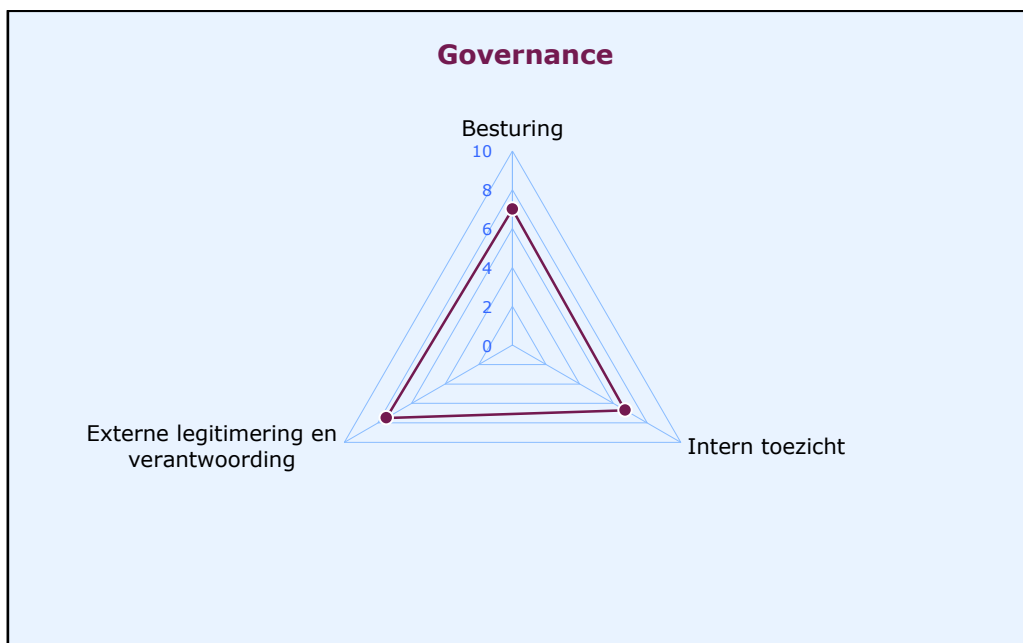 Governance
Besturing
10
8
6
4
2
0
Externe legitimering en
verantwoording
Intern toezicht